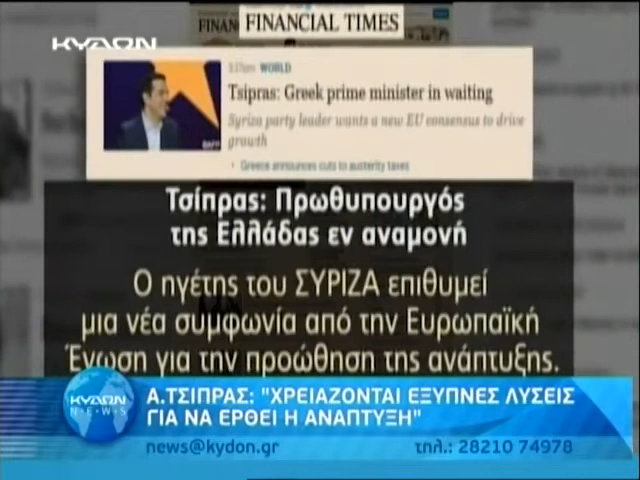 FINANCIAL TIMES
ΚΥΔΩΝ
WORLD
Tsipras: Greek prime minister in waiting
Syriza party leader wants a new EU consensus to drive
growth
• Greece announces cuts to austerity taxes
Τσίπρας: Πρωθυπουργός
της Ελλάδας εν αναμονή
Ο ηγέτης του ΣΥΡΙΖΑ επιθυμεί
μια νέα συμφωνία από την Ευρωπαϊκή
Ένωση για την προώθηση της ανάπτυξης.
ΚΥΔΩΝ
NEWS
Α.ΤΣΙΠΡΑΣ: "ΧΡΕΙΑΖΟΝΤΑΙ ΕΞΥΠΝΕΣ ΛΥΣΕΙΣ
ΓΙΑ ΝΑ ΕΡΘΕΙ Η ΑΝΑΠΤΥΞΗ"
news@kydon.gr τηλ.: 28210 74978